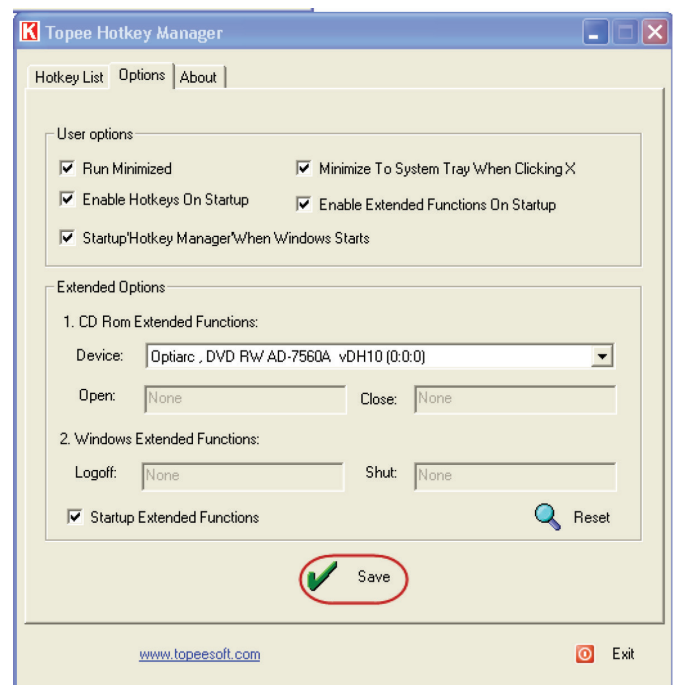 K Topee Hotkey Manager
Hotkey List Options About
User options
Run Minimized Minimize To System Tray When Clicking X
Enable Hotkeys On Startup Enable Extended Functions On Startup
Startup'Hotkey Manager'When Windows Starts
Extended Options
1. CD Rom Extended Functions:
Device: Optiarc , DVD RW AD-7560A vDH10 (0:0:0)
Open: None Close: None
2. Windows Extended Functions:
Logoff: None Shut: None
Startup Extended Functions Reset
Save
www.topeesoft.com Exit